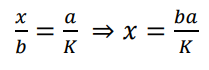 x/b = a/K ⇒ x = ba/K